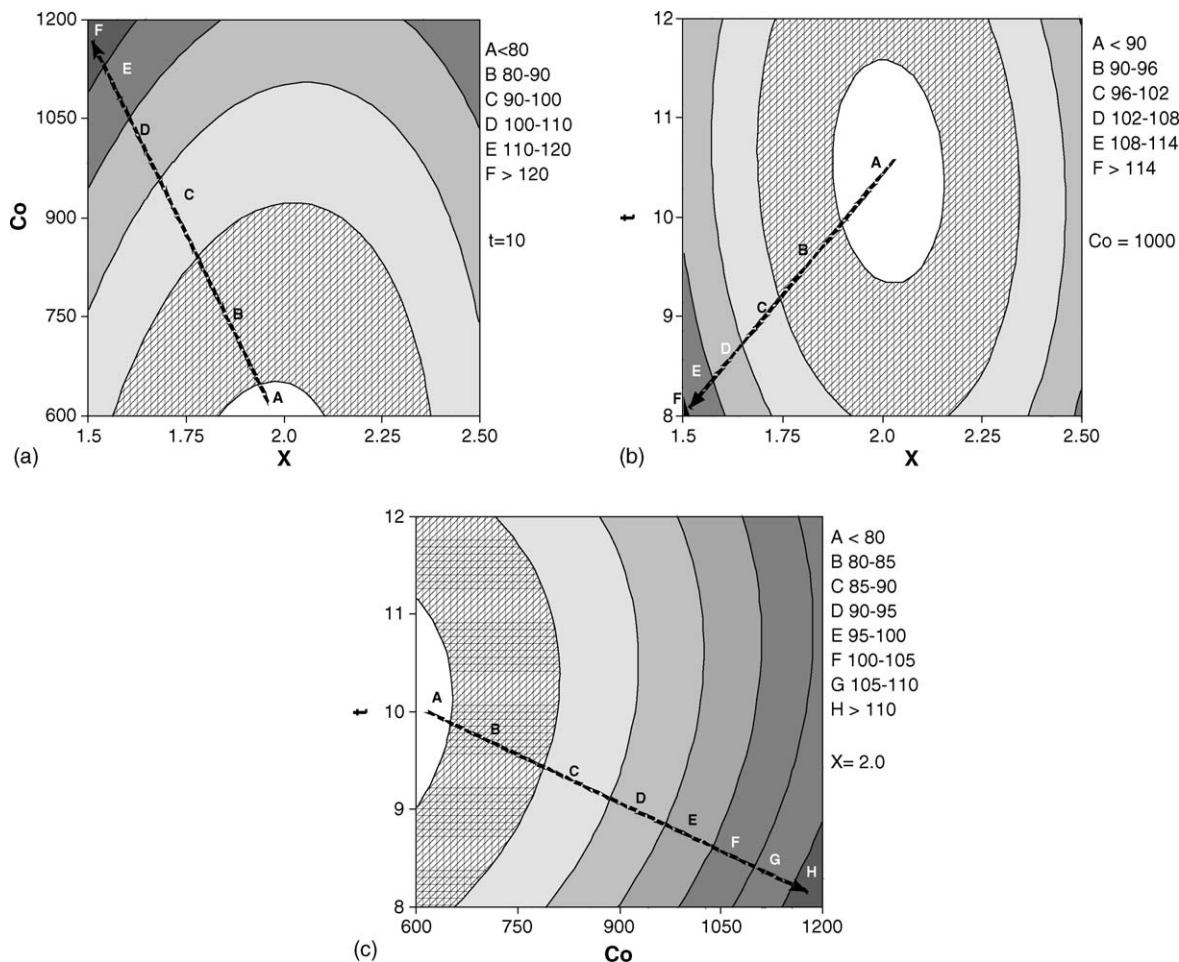 1200
1050
900
750
600
Co
1.5
1.75
2.0
2.25
2.50
X
(a)
F
E
D
C
B
A
A<80
B 80-90
C 90-100
D 100-110
E 110-120
F > 120
t=10
12
11
10
9
8
t
1.5
1.75
2.0
2.25
2.50
X
(b)
A
B
C
D
E
F
A < 90
B 90-96
C 96-102
D 102-108
E 108-114
F > 114
Co = 1000
12
11
10
9
8
t
600
750
900
1050
1200
Co
(c)
A
B
C
D
E
F
G
H
A < 80
B 80-85
C 85-90
D 90-95
E 95-100
F 100-105
G 105-110
H > 110
X= 2.0